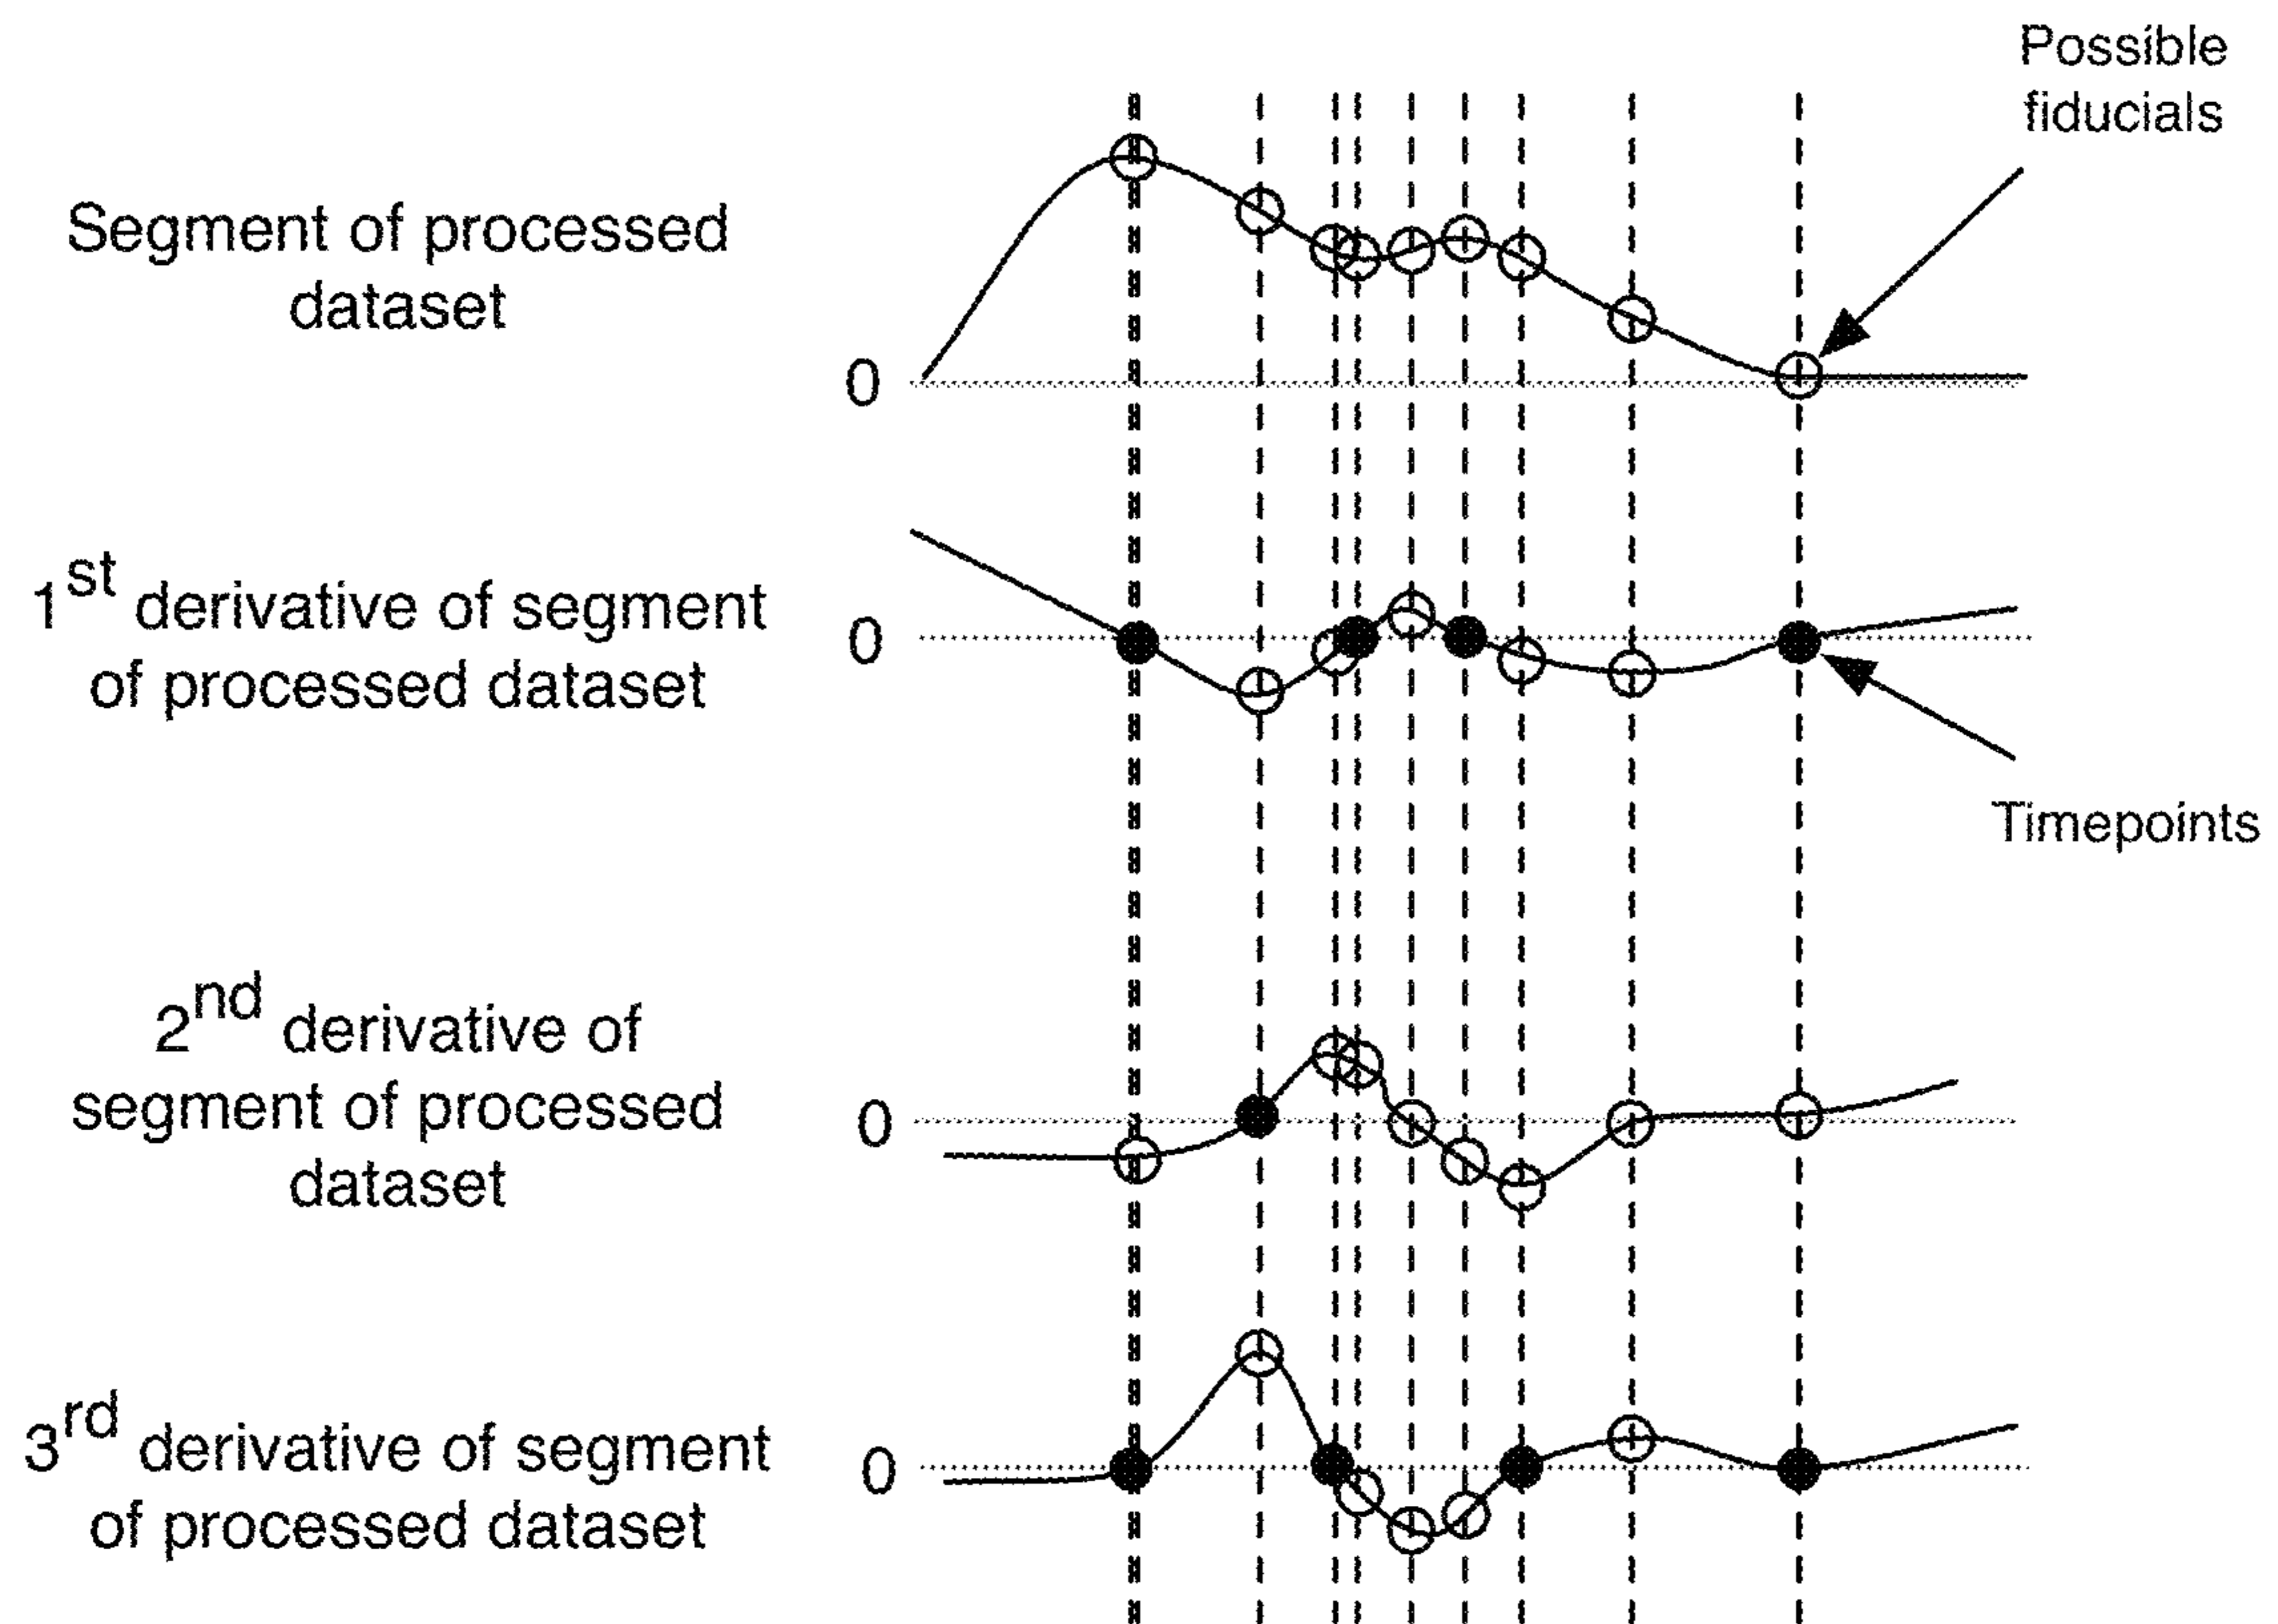 Possible
fiducials
Segment of processed
dataset
0
1st derivative of segment
of processed dataset
0
Timepoints
2nd derivative of
segment of processed
dataset
0
3rd derivative of segment
of processed dataset
0